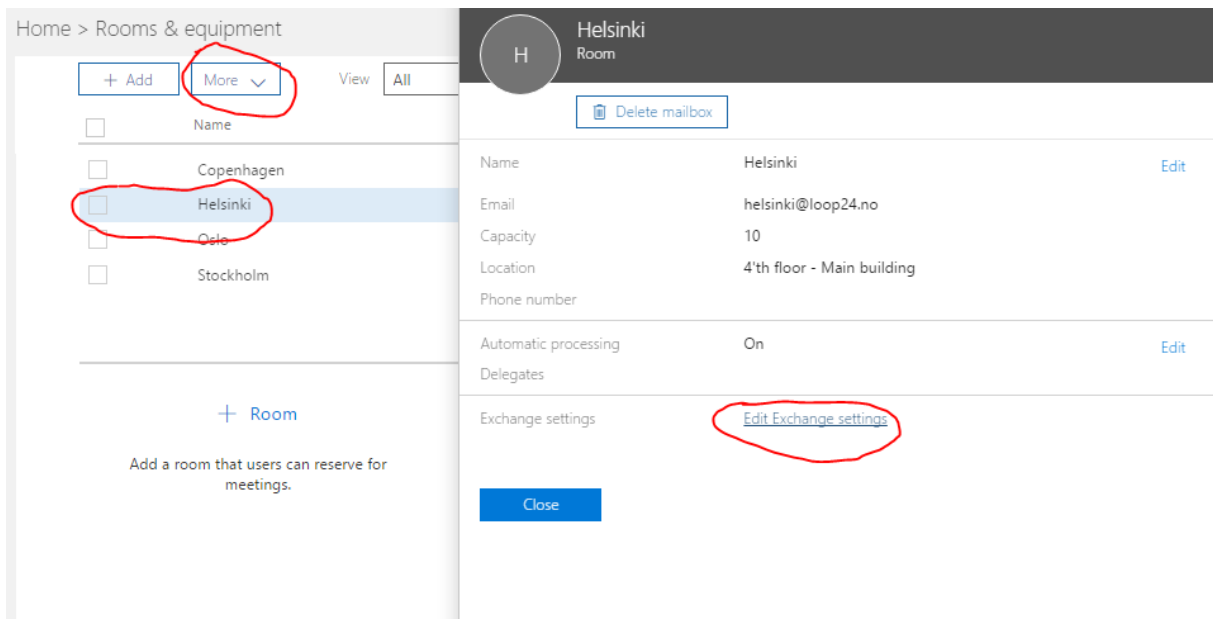 Home > Rooms & equipment
+ Add
More
View
All
Name
Copenhagen
Helsinki
Oslo
Stockholm
+ Room
Add a room that users can reserve for
meetings.
H
Helsinki
Room
Delete mailbox
Name Helsinki Edit
Email helsinki@loop24.no
Capacity 10
Location 4'th floor - Main building
Phone number
Automatic processing On Edit
Delegates
Exchange settings Edit Exchange settings
Close